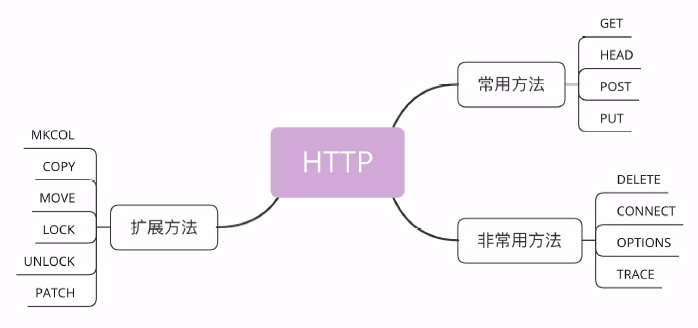 HTTP
常用方法
GET
HEAD
POST
PUT
非常用方法
DELETE
CONNECT
OPTIONS
TRACE
扩展方法
MKCOL
COPY
MOVE
LOCK
UNLOCK
PATCH